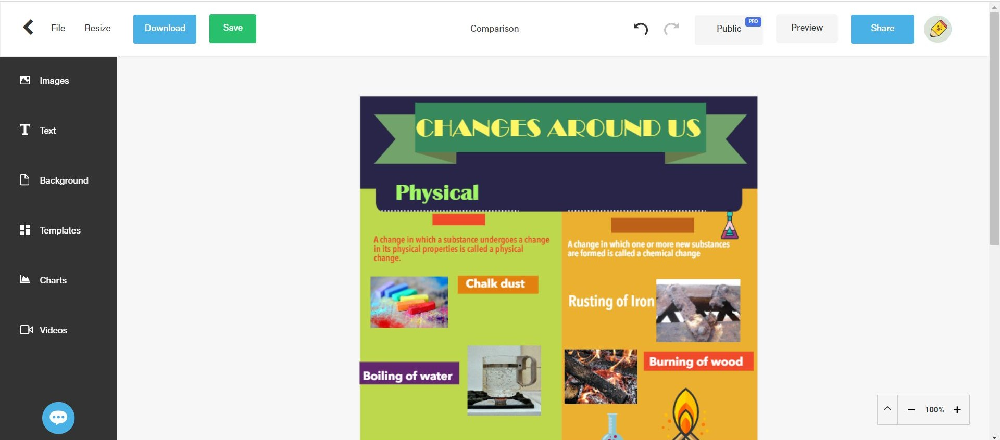 File
Resize
Download
Save
Comparison
Public
PRO
Preview
Share
Images
Text
Background
Templates
Charts
Videos
CHANGES AROUND US
Physical
A change in which a substance undergoes a change
in its physical properties is called a physical
change.
A change in which one or more new substances
are formed is called a chemical change
Chalk dust
Rusting of Iron
Boiling of water
Burning of wood
100%